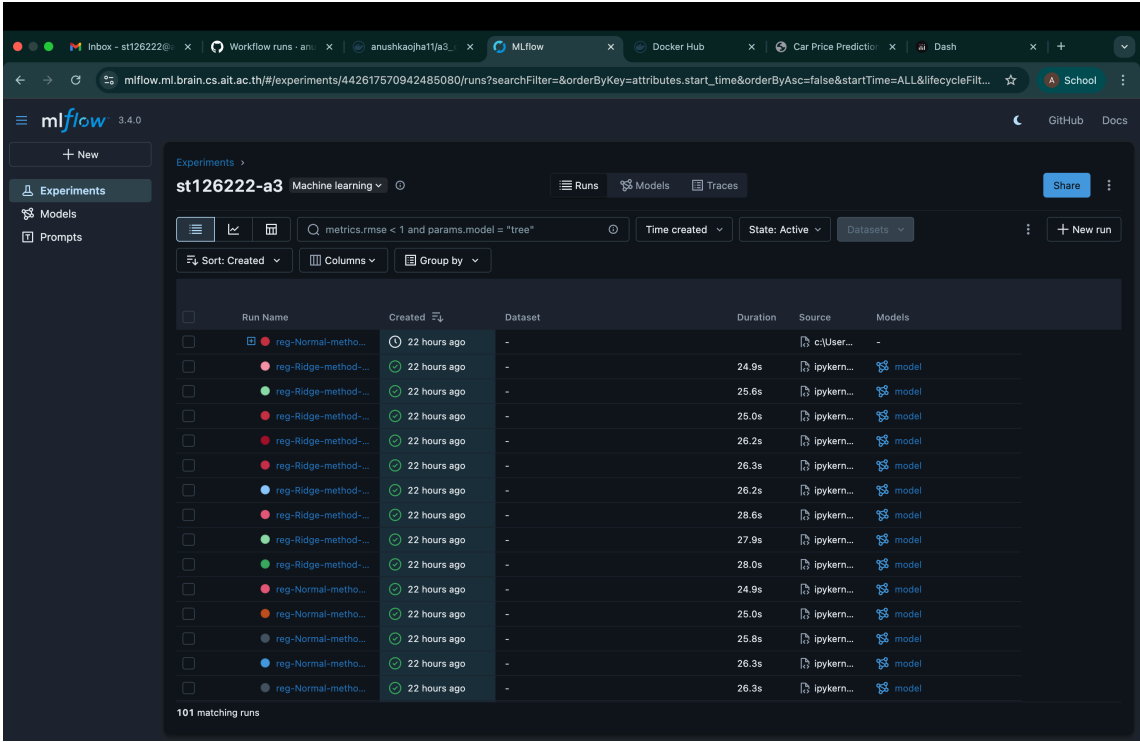 Inbox - st126222@
Workflow runs · anu
anushkaojha11/a3_
MLflow
Docker Hub
Car Price Prediction
Dash
mlflow.ml.brain.cs.ait.ac.th/#/experiments/442617570942485080/runs?searchFilter=&orderByKey=attributes.start_time&orderByAsc=false&startTime=ALL&lifecycleFilt...
A School
mlflow 3.4.0
GitHub Docs
+ New
Experiments
Models
Prompts
Experiments >
st126222-a3 Machine learning
Runs Models Traces
Share
metrics.rmse < 1 and params.model = "tree"
Time created
State: Active
Datasets
+ New run
Sort: Created
Columns
Group by
Run Name Created Dataset Duration Source Models
reg-Normal-metho... 22 hours ago - c:\User... -
reg-Ridge-method-... 22 hours ago - 24.9s ipykern... model
reg-Ridge-method-... 22 hours ago - 25.6s ipykern... model
reg-Ridge-method-... 22 hours ago - 25.0s ipykern... model
reg-Ridge-method-... 22 hours ago - 26.2s ipykern... model
reg-Ridge-method-... 22 hours ago - 26.3s ipykern... model
reg-Ridge-method-... 22 hours ago - 26.2s ipykern... model
reg-Ridge-method-... 22 hours ago - 28.6s ipykern... model
reg-Ridge-method-... 22 hours ago - 27.9s ipykern... model
reg-Ridge-method-... 22 hours ago - 28.0s ipykern... model
reg-Normal-metho... 22 hours ago - 24.9s ipykern... model
reg-Normal-metho... 22 hours ago - 25.0s ipykern... model
reg-Normal-metho... 22 hours ago - 25.8s ipykern... model
reg-Normal-metho... 22 hours ago - 26.3s ipykern... model
reg-Normal-metho... 22 hours ago - 26.3s ipykern... model
101 matching runs